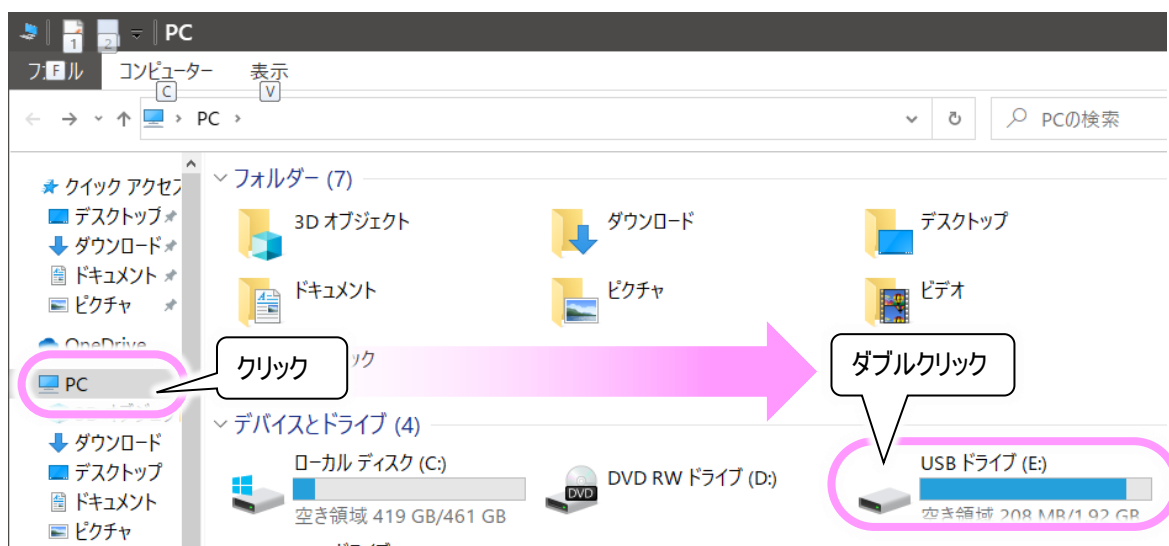 PC
1
2
ファイル
F
コンピューター
C
表示
V
PC
PCの検索
クイック アクセス
デスクトップ
ダウンロード
ドキュメント
ピクチャ
OneDrive
PC
ダウンロード
デスクトップ
ドキュメント
ピクチャ
フォルダー (7)
3D オブジェクト
ダウンロード
デスクトップ
ドキュメント
ピクチャ
ビデオ
ック
クリック
ダブルクリック
デバイスとドライブ (4)
ローカル ディスク (C:)
空き領域 419 GB/461 GB
DVD
DVD RW ドライブ (D:)
USB ドライブ (E:)
空き領域 208 MB/1.92 GB